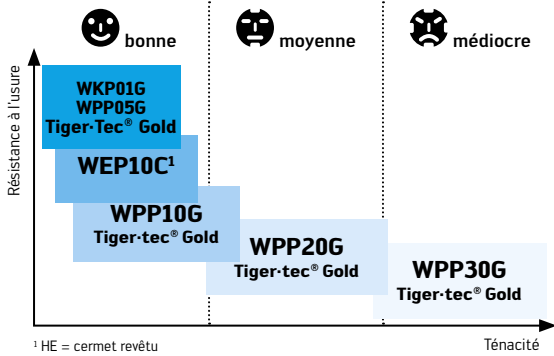 bonne
moyenne
médiocre
Résistance à l'usure
WKP01G
WPP05G
Tiger·Tec® Gold
WEP10C¹
WPP10G
Tiger·tec® Gold
WPP20G
Tiger·tec® Gold
WPP30G
Tiger·tec® Gold
¹ HE = cermet revêtu
Ténacité